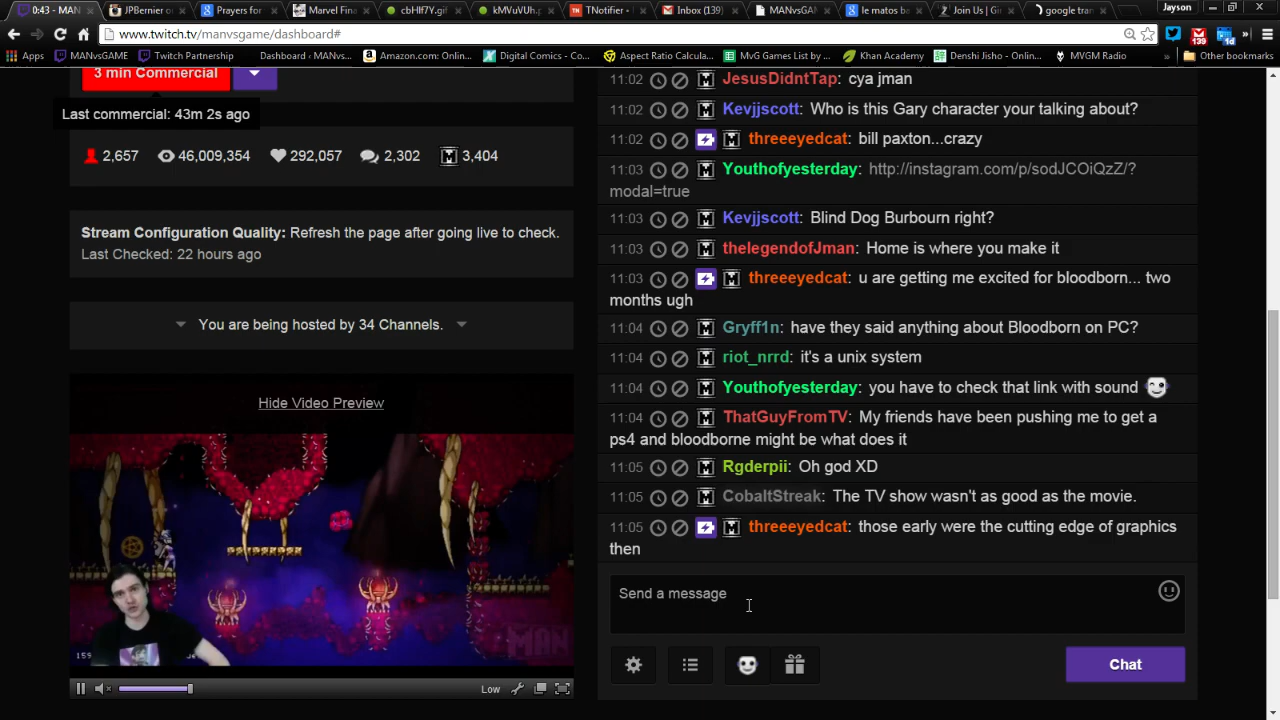 0:43 - MAN
JPBernier o
Prayers for
Marvel Fina
cbHlf7Y.gif
kMVuVUh.
TNotifier -
Inbox (139)
MANvsGAM
le matos ba
Join Us | Gi
google tran
Jayson
www.twitch.tv/manvsgame/dashboard#
139
1d
Apps
MANvsGAME
Twitch Partnership
Dashboard / MANvs...
Amazon.com: Onlin...
Digital Comics - Co...
Aspect Ratio Calcula...
MvG Games List by...
Khan Academy
Denshi Jisho - Onlin...
MVGM Radio
»
Other bookmarks
3 min Commercial
Last commercial: 43m 2s ago
2,657
46,009,354
292,057
2,302
3,404
Stream Configuration Quality: Refresh the page after going live to check.
Last Checked: 22 hours ago
You are being hosted by 34 Channels.
Hide Video Preview
MAN
Low
11:02 JesusDidntTap: cya jman
11:02 Kevjjscott: Who is this Gary character your talking about?
11:02 threeeyedcat: bill paxton...crazy
11:03 Youthofyesterday: http://instagram.com/p/sodJCOiQzZ/?
modal=true
11:03 Kevjjscott: Blind Dog Burbourn right?
11:03 thelegendofJman: Home is where you make it
11:03 threeeyedcat: u are getting me excited for bloodborn... two
months ugh
11:04 Gryff1n: have they said anything about Bloodborn on PC?
11:04 riot_nrrd: it's a unix system
11:04 Youthofyesterday: you have to check that link with sound
11:04 ThatGuyFromTV: My friends have been pushing me to get a
ps4 and bloodborne might be what does it
11:05 Rgderpii: Oh god XD
11:05 CobaltStreak: The TV show wasn't as good as the movie.
11:05 threeeyedcat: those early were the cutting edge of graphics
then
Send a message
Chat